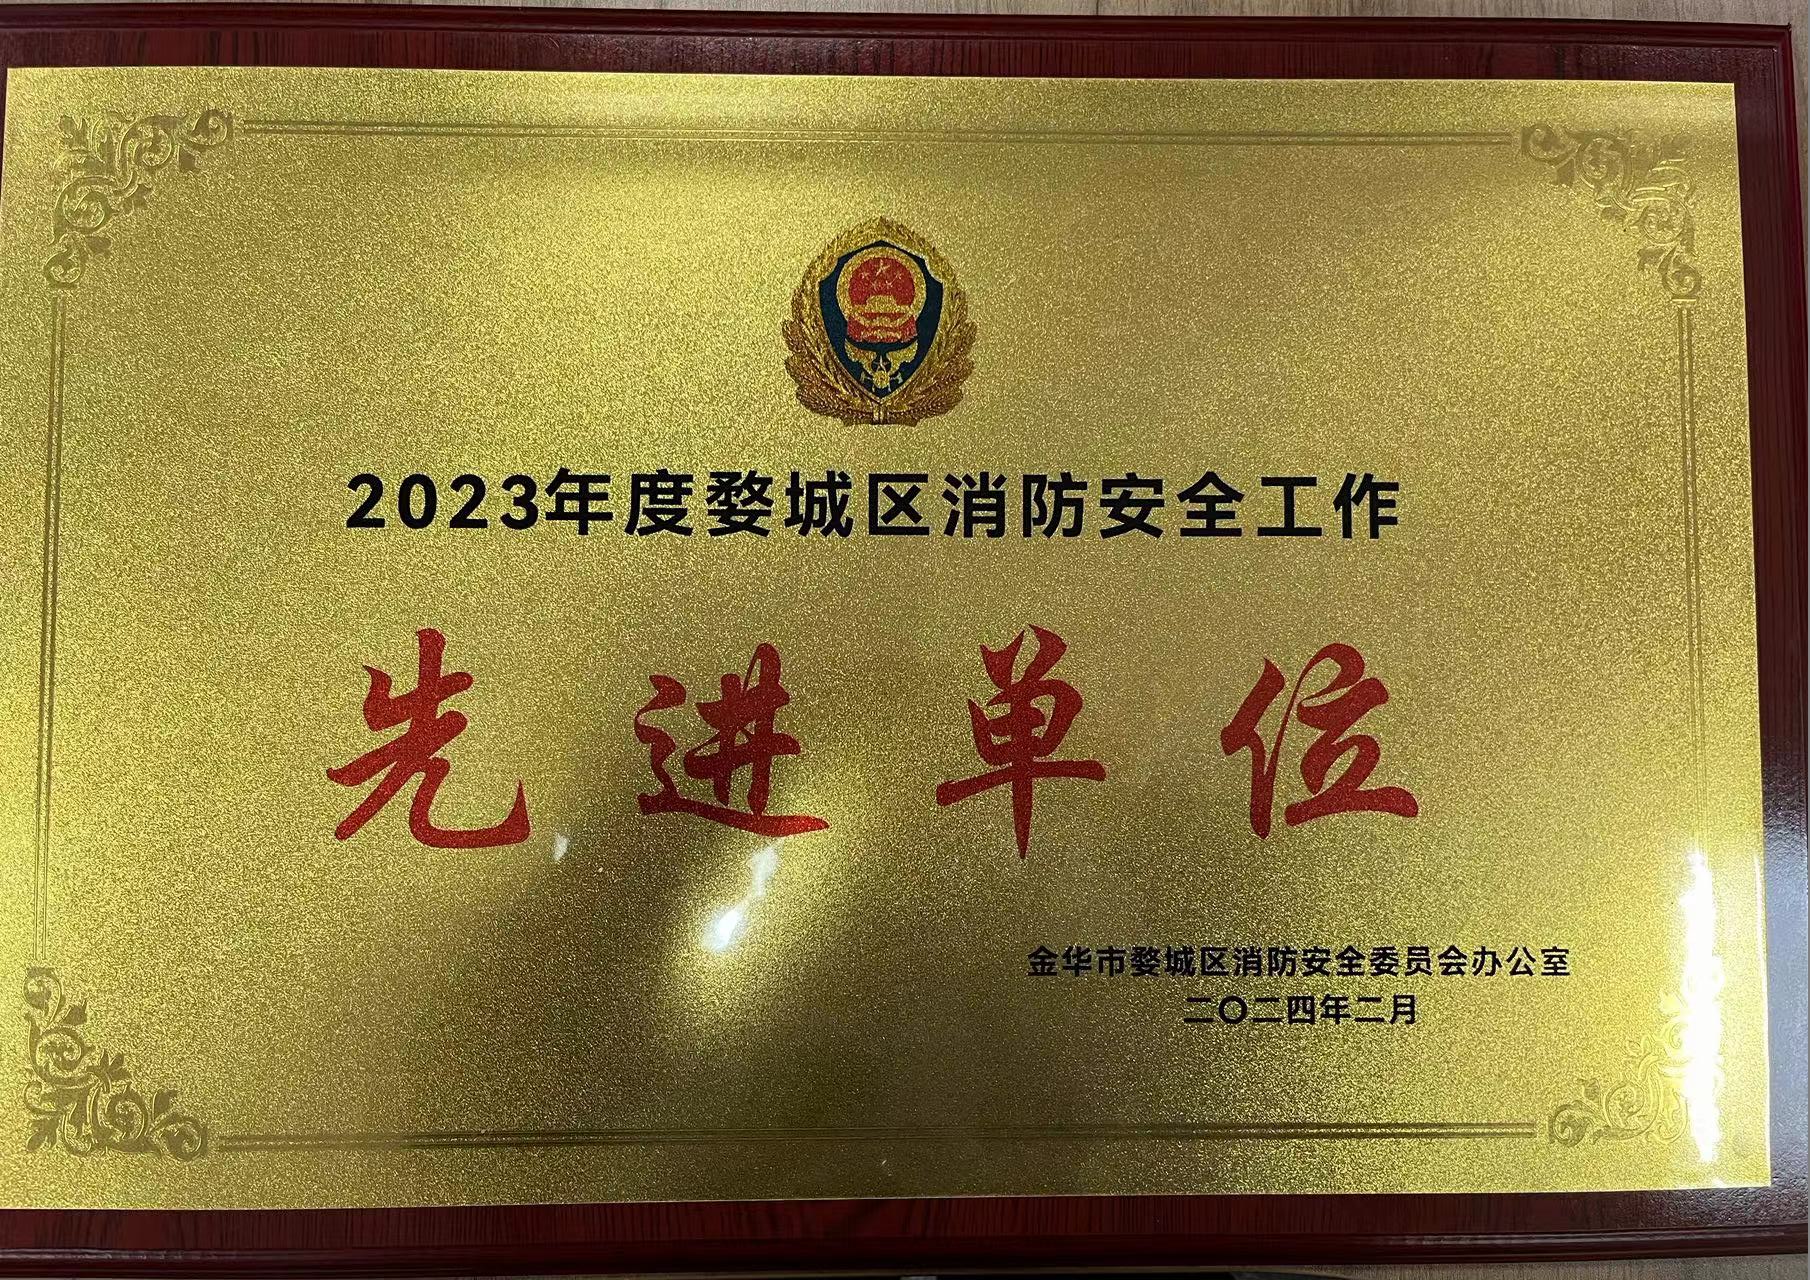 2023年度婺城区消防安全工作
先进单位
金华市婺城区消防安全委员会办公室
二〇二四年二月